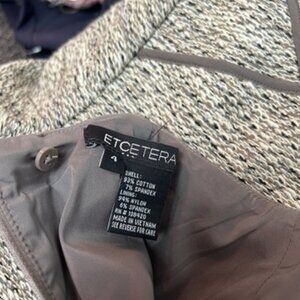 ETCETERA
4
SHELL:
93% COTTON
7% SPANDEX
LINING:
94% NYLON
6% SPANDEX
RN # 138420
MADE IN VIETNAM
SEE REVERSE FOR CARE